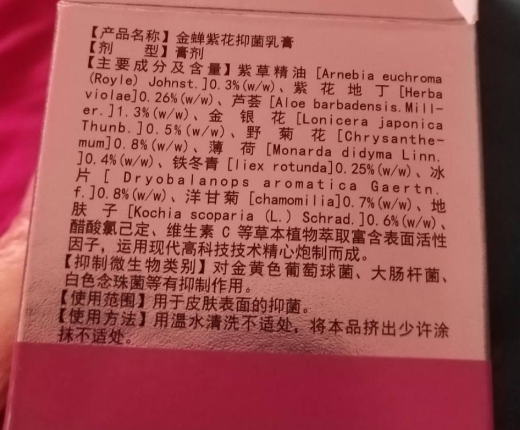 【产品名称】金蝉紫花抑菌乳膏
【剂　　型】膏剂
【主要成分及含量】紫草精油 [Arnebia euchroma
(Royle) Johnst.]0.3%(w/w)、紫 花 地 丁 [Herba
violae]0.26%(w/w)、芦荟 [Aloe barbadensis.Mill-
er.]1.3%(w/w)、金 银 花 [Lonicera japonica
Thunb.]0.5%(w/w)、野 菊 花 [Chrysanthe-
mum]0.8%(w/w)、薄 荷 [Monarda didyma Linn.
]0.4%(w/w)、铁冬青 [liex rotunda]0.25%(w/w)、冰
片 [ Dryobalanops aromatica Gaertn.
f.]0.8%(w/w)、洋甘菊 [chamomilia]0.7%(w/w)、地
肤 子 [Kochia scoparia (L.) Schrad.]0.6%(w/w)、
醋酸氯己定、维生素 C 等草本植物萃取富含表面活性
因子，运用现代高科技技术精心炮制而成。
【抑制微生物类别】对金黄色葡萄球菌、大肠杆菌、
白色念珠菌等有抑制作用。
【使用范围】用于皮肤表面的抑菌。
【使用方法】用温水清洗不适处，将本品挤出少许涂
抹不适处。